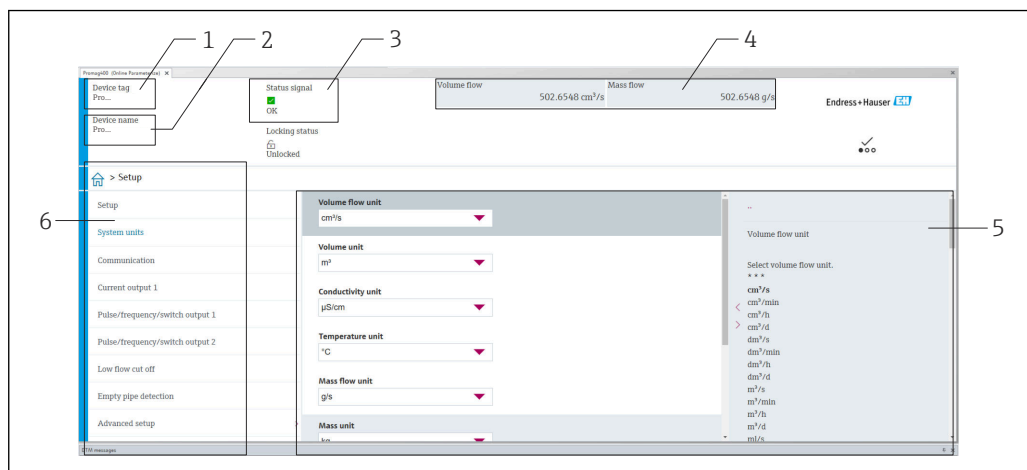 1
2
3
4
Promag400 (Online Parameterize) X
Device tag
Pro...
Device name
Pro...
Status signal
OK
Locking status
Unlocked
Volume flow
502.6548 cm³/s
Mass flow
502.6548 g/s
Endress+Hauser EH
> Setup
6
5
Setup
System units
Communication
Current output 1
Pulse/frequency/switch output 1
Pulse/frequency/switch output 2
Low flow cut off
Empty pipe detection
Advanced setup
Volume flow unit
cm³/s
Volume unit
m³
Conductivity unit
µS/cm
Temperature unit
°C
Mass flow unit
g/s
Mass unit
kg
..
Volume flow unit
Select volume flow unit.
* * *
cm³/s
cm³/min
cm³/h
cm³/d
dm³/s
dm³/min
dm³/h
dm³/d
m³/s
m³/min
m³/h
m³/d
ml/s
DTM messages